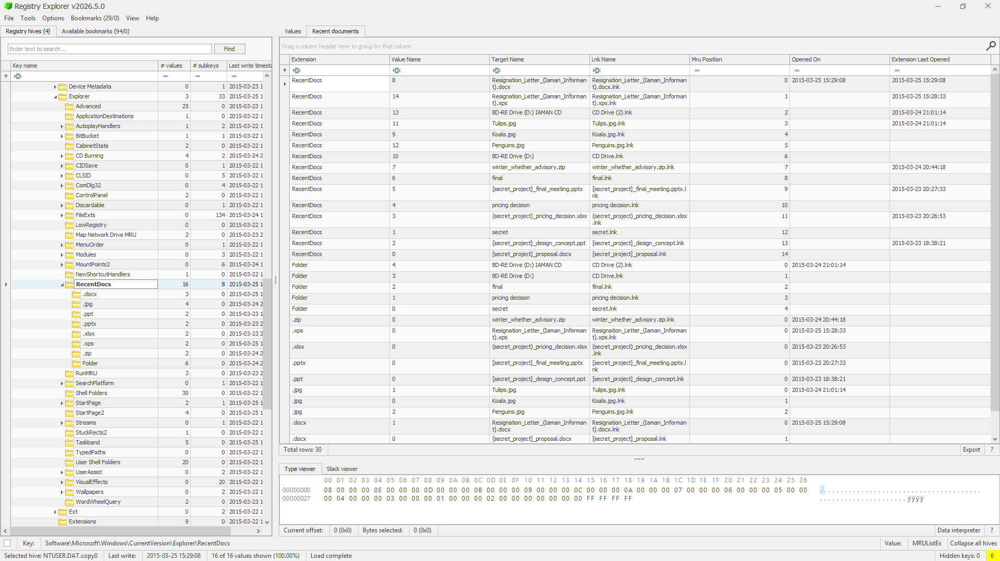 Registry Explorer v2026.5.0
File Tools Options Bookmarks (29/0) View Help
Registry hives (4) Available bookmarks (94/0)
Enter text to search... Find
Key name # values # subkeys Last write timesta
= = =
Device Metadata 0 1 2015-03-23 1
Explorer 3 33 2015-03-25 1
Advanced 25 0 2015-03-23 1
ApplicationDestinations 1 0 2015-03-22 1
AutoplayHandlers 1 2 2015-03-22 1
BitBucket 1 1 2015-03-22 1
CabinetState 2 0 2015-03-22 1
CD Burning 4 2 2015-03-24 2
CIDSave 0 1 2015-03-22 1
CLSID 0 5 2015-03-22 1
ComDlg32 0 4 2015-03-22 1
ControlPanel 2 0 2015-03-22 1
Discardable 0 1 2015-03-22 1
FileExts 0 134 2015-03-24 1
LowRegistry 0 0 2015-03-22 1
Map Network Drive MRU 2 0 2015-03-23 2
MenuOrder 0 1 2015-03-22 1
Modules 0 3 2015-03-22 1
MountPoints2 0 6 2015-03-24 1
NewShortcutHandlers 1 0 2015-03-22 1
RecentDocs 16 8 2015-03-25 1
.docx 3 0 2015-03-25 1
.jpg 4 0 2015-03-24 2
.ppt 2 0 2015-03-23 1
.pptx 2 0 2015-03-23 2
.xlsx 2 0 2015-03-23 2
.xps 2 0 2015-03-25 1
.zip 2 0 2015-03-24 2
Folder 6 0 2015-03-24 2
RunMRU 3 0 2015-03-23 2
SearchPlatform 0 1 2015-03-22 1
Shell Folders 30 0 2015-03-22 1
StartPage 2 1 2015-03-25 1
StartPage2 4 0 2015-03-25 1
Streams 0 1 2015-03-22 1
StuckRects2 1 0 2015-03-22 1
Taskband 5 0 2015-03-25 1
TypedPaths 0 0 2015-03-22 1
User Shell Folders 20 0 2015-03-22 1
UserAssist 0 2 2015-03-22 1
VisualEffects 0 20 2015-03-22 1
Wallpapers 0 2 2015-03-22 1
WordWheelQuery 2 0 2015-03-23 1
Ext 0 2 2015-03-22 1
Extensions 9 0 2015-03-22 1
Values Recent documents
Drag a column header here to group by that column
Extension Value Name Target Name Lnk Name Mru Position Opened On Extension Last Opened
= = =
RecentDocs 8 Resignation_Letter_(Iaman_Informan Resignation_Letter_(Iaman_Informan 0 2015-03-25 15:29:08 2015-03-25 15:29:08
t).docx t).docx.lnk
RecentDocs 14 Resignation_Letter_(Iaman_Informan Resignation_Letter_(Iaman_Informan 1 2015-03-25 15:28:33
t).xps t).xps.lnk
RecentDocs 13 BD-RE Drive (D:) IAMAN CD CD Drive (2).lnk 2 2015-03-24 21:01:14
RecentDocs 11 Tulips.jpg Tulips.jpg.lnk 3 2015-03-24 21:01:14
RecentDocs 9 Koala.jpg Koala.jpg.lnk 4
RecentDocs 12 Penguins.jpg Penguins.jpg.lnk 5
RecentDocs 10 BD-RE Drive (D:) CD Drive.lnk 6
RecentDocs 7 winter_whether_advisory.zip winter_whether_advisory.zip.lnk 7 2015-03-24 20:44:18
RecentDocs 6 final final.lnk 8
RecentDocs 5 [secret_project]_final_meeting.pptx [secret_project]_final_meeting.pptx.l 9 2015-03-23 20:27:33
nk
RecentDocs 4 pricing decision pricing decision.lnk 10
RecentDocs 3 (secret_project)_pricing_decision.xlsx (secret_project)_pricing_decision.xlsx 11 2015-03-23 20:26:53
.lnk
RecentDocs 1 secret secret.lnk 12
RecentDocs 2 [secret_project]_design_concept.ppt [secret_project]_design_concept.lnk 13 2015-03-23 18:38:21
RecentDocs 0 [secret_project]_proposal.docx [secret_project]_proposal.lnk 14
Folder 4 BD-RE Drive (D:) IAMAN CD CD Drive (2).lnk 0 2015-03-24 21:01:14
Folder 3 BD-RE Drive (D:) CD Drive.lnk 1
Folder 2 final final.lnk 2
Folder 1 pricing decision pricing decision.lnk 3
Folder 0 secret secret.lnk 4
.zip 0 winter_whether_advisory.zip winter_whether_advisory.zip.lnk 0 2015-03-24 20:44:18
.xps 0 Resignation_Letter_(Iaman_Informan Resignation_Letter_(Iaman_Informan 0 2015-03-25 15:28:33
t).xps t).xps.lnk
.xlsx 0 (secret_project)_pricing_decision.xlsx (secret_project)_pricing_decision.xlsx 0 2015-03-23 20:26:53
.lnk
.pptx 0 [secret_project]_final_meeting.pptx [secret_project]_final_meeting.pptx.l 0 2015-03-23 20:27:33
nk
.ppt 0 [secret_project]_design_concept.ppt [secret_project]_design_concept.lnk 0 2015-03-23 18:38:21
.jpg 1 Tulips.jpg Tulips.jpg.lnk 0 2015-03-24 21:01:14
.jpg 0 Koala.jpg Koala.jpg.lnk 1
.jpg 2 Penguins.jpg Penguins.jpg.lnk 2
.docx 1 Resignation_Letter_(Iaman_Informan Resignation_Letter_(Iaman_Informan 0 2015-03-25 15:29:08
t).docx t).docx.lnk
.docx 0 [secret_project]_proposal.docx [secret_project]_proposal.lnk 1
Total rows: 30 Export ?
Type viewer Slack viewer
00 01 02 03 04 05 06 07 08 09 0A 0B 0C 0D 0E 0F 10 11 12 13 14 15 16 17 18 19 1A 1B 1C 1D 1E 1F 20 21 22 23 24 25 26
00000000 08 00 00 00 0E 00 00 00 0D 00 00 00 0B 00 00 00 09 00 00 00 0C 00 00 00 0A 00 00 00 07 00 00 00 06 00 00 00 05 00 00 .......................................
00000027 00 04 00 00 00 03 00 00 00 01 00 00 00 02 00 00 00 00 00 00 00 FF FF FF FF .....................ÿÿÿÿ
Current offset: 0 (0x0) Bytes selected: 0 (0x0) Data interpreter ?
Key: Software\Microsoft\Windows\CurrentVersion\Explorer\RecentDocs Value: MRUListEx Collapse all hives
Selected hive: NTUSER.DAT.copy0 Last write: 2015-03-25 15:29:08 16 of 16 values shown (100.00%) Load complete Hidden keys: 0 6